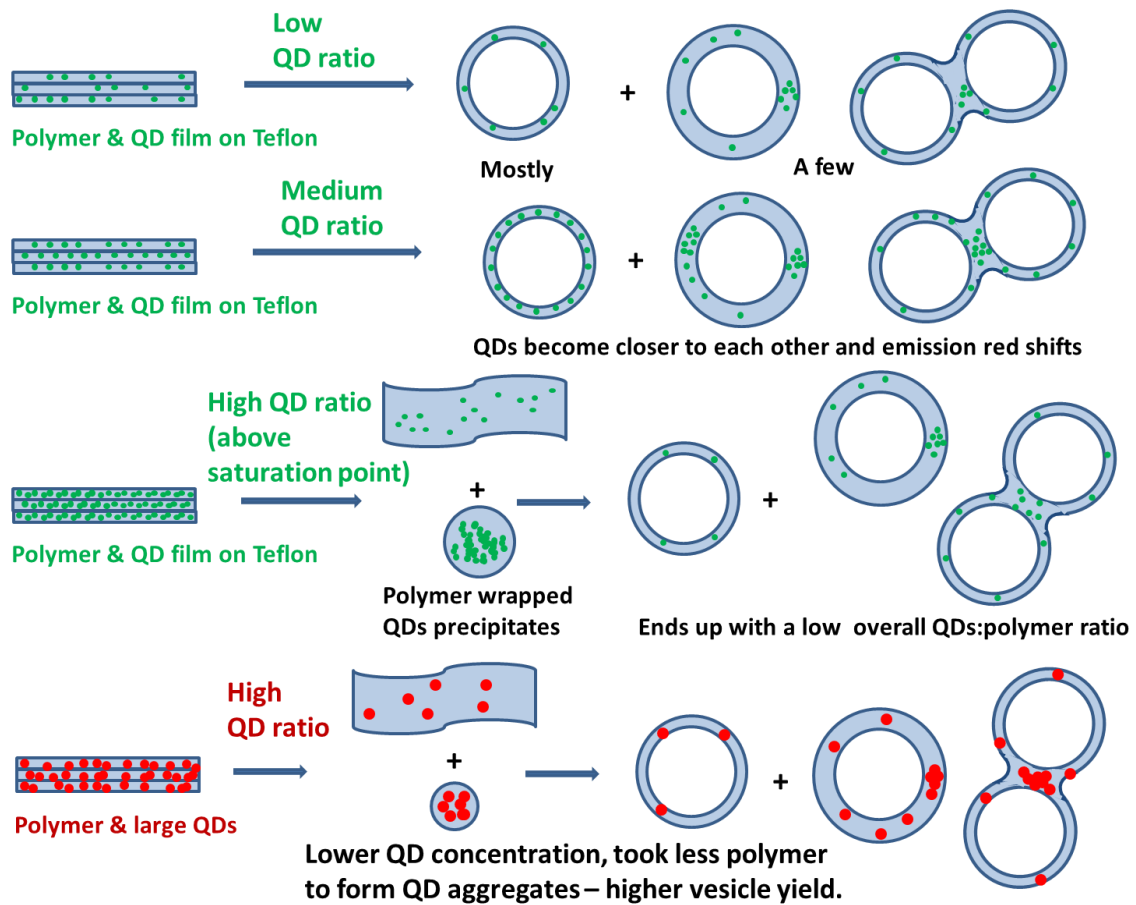 Low
QD ratio
Polymer & QD film on Teflon
+
Mostly
A few
Medium
QD ratio
Polymer & QD film on Teflon
+
QDs become closer to each other and emission red shifts
High QD ratio
(above
saturation point)
Polymer & QD film on Teflon
+
Polymer wrapped
QDs precipitates
+
Ends up with a low  overall QDs:polymer ratio
High
QD ratio
Polymer & large QDs
+
+
Lower QD concentration, took less polymer
to form QD aggregates – higher vesicle yield.